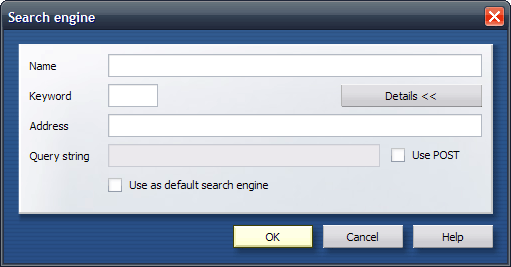 Search engine
Name
Keyword
Details <<
Address
Query string
Use POST
Use as default search engine
OK
Cancel
Help